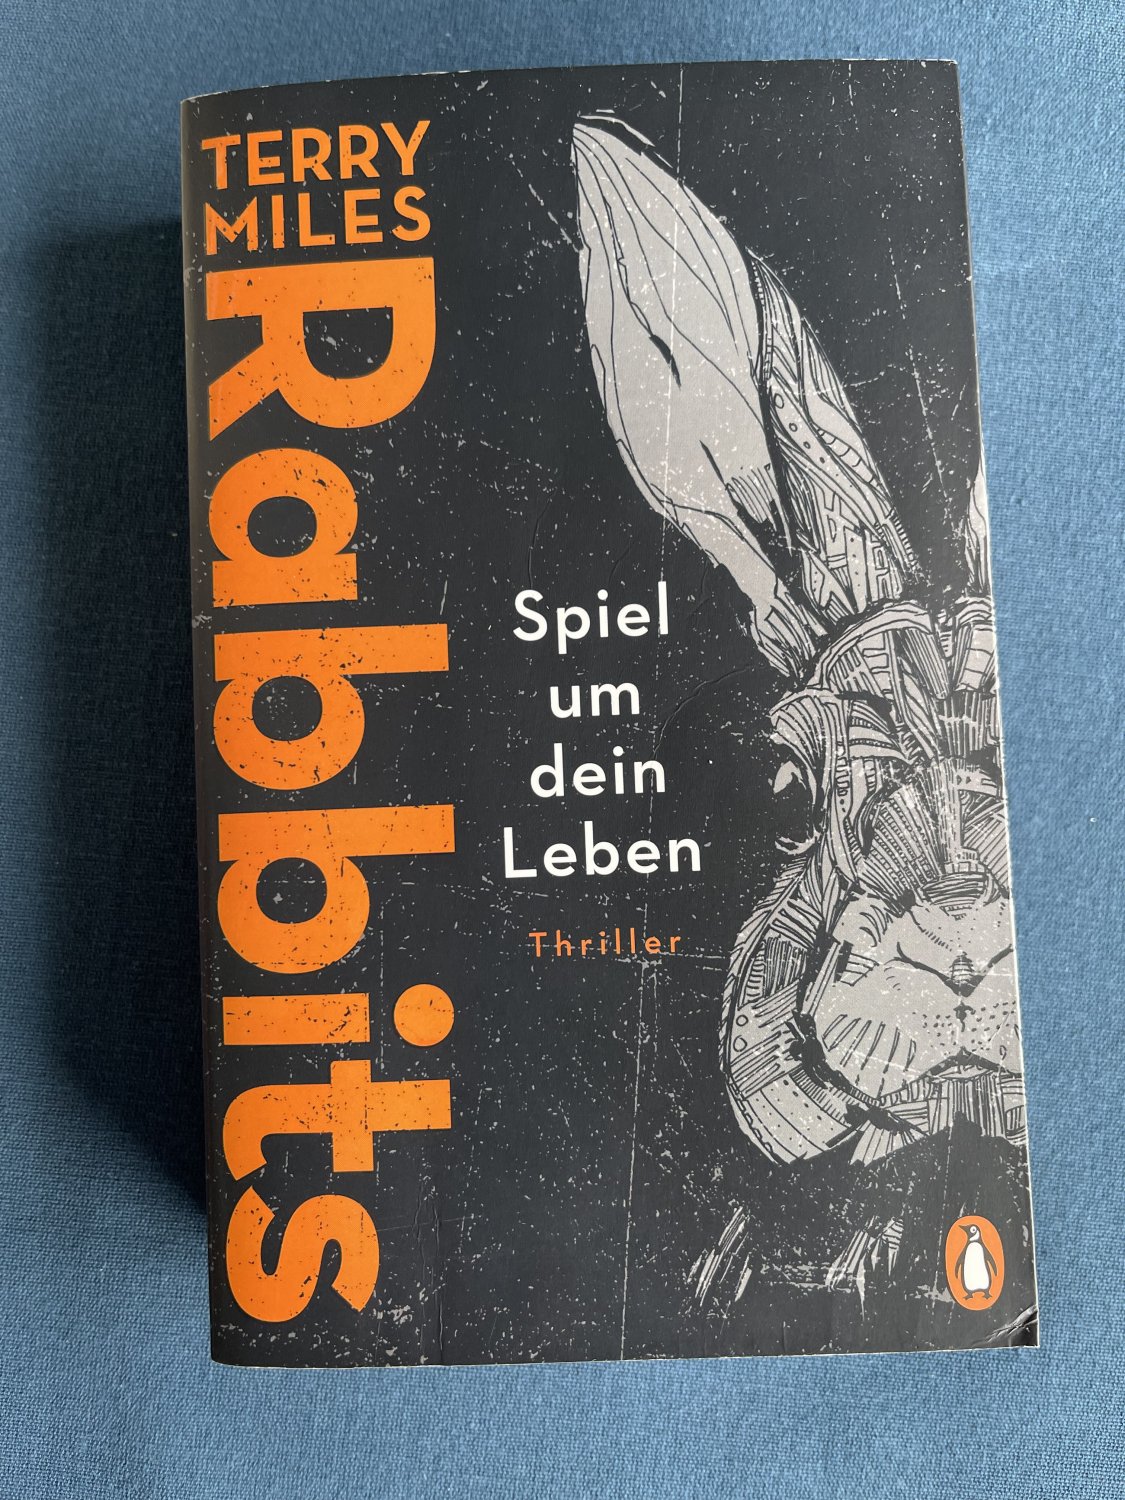 TERRY
MILES
Rabbits
Spiel
um
dein
Leben
Thriller